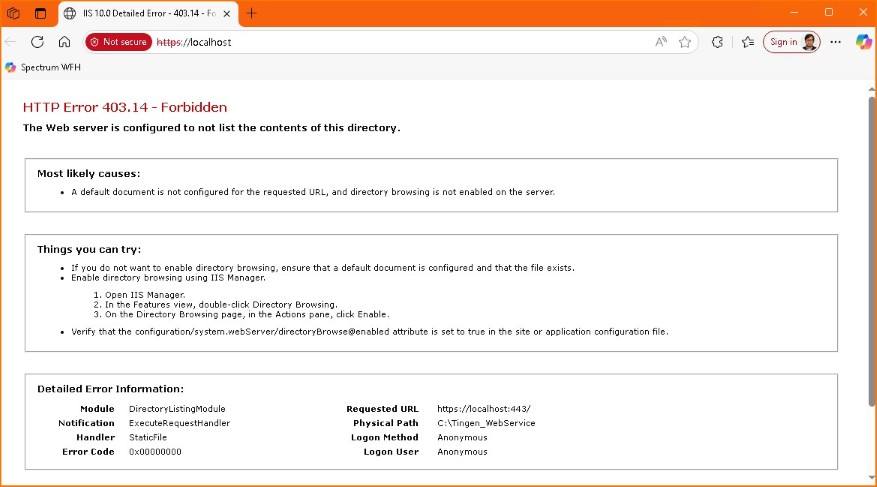 IIS 10.0 Detailed Error - 403.14 - Fo
Not secure https://localhost
Sign in
Spectrum WFH
HTTP Error 403.14 - Forbidden
The Web server is configured to not list the contents of this directory.
Most likely causes:
• A default document is not configured for the requested URL, and directory browsing is not enabled on the server.
Things you can try:
• If you do not want to enable directory browsing, ensure that a default document is configured and that the file exists.
• Enable directory browsing using IIS Manager.
1. Open IIS Manager.
2. In the Features view, double-click Directory Browsing.
3. On the Directory Browsing page, in the Actions pane, click Enable.
• Verify that the configuration/system.webServer/directoryBrowse@enabled attribute is set to true in the site or application configuration file.
Detailed Error Information:
Module DirectoryListingModule Requested URL https://localhost:443/
Notification ExecuteRequestHandler Physical Path C:\Tingen_WebService
Handler StaticFile Logon Method Anonymous
Error Code 0x00000000 Logon User Anonymous